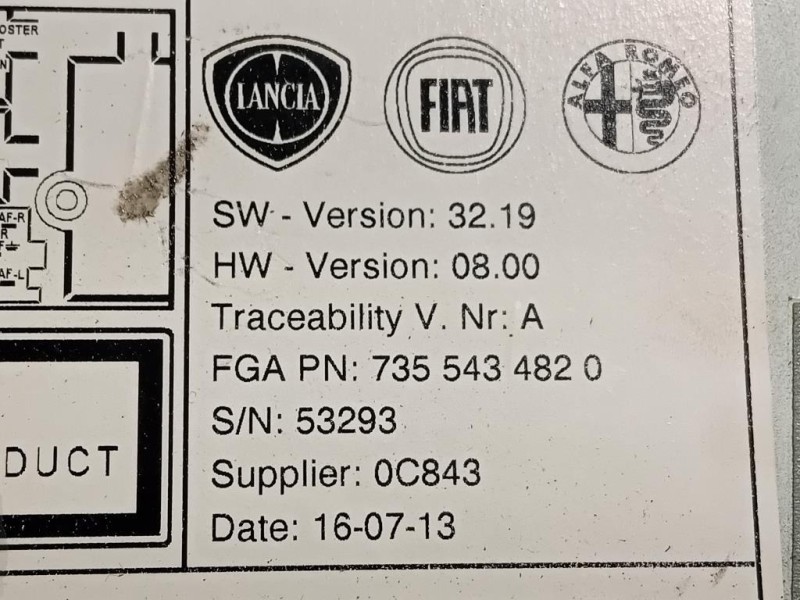 OSTER
T
N
AF-R
R
F
AF-L
DUCT
LANCIA
FIAT
ALFA ROMEO
SW - Version: 32.19
HW - Version: 08.00
Traceability V. Nr: A
FGA PN: 735 543 482 0
S/N: 53293
Supplier: 0C843
Date: 16-07-13